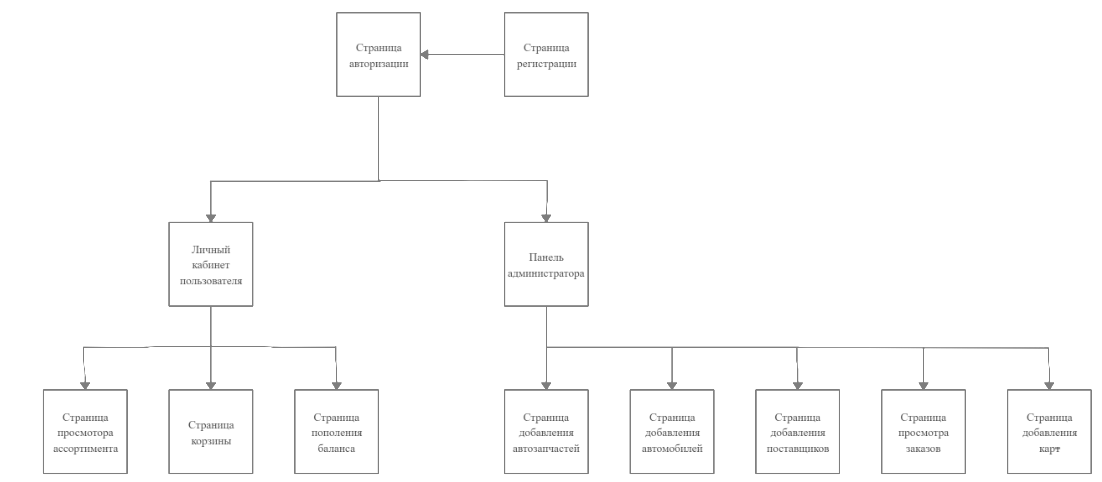 Страница
авторизации
Страница
регистрации
Личный
кабинет
пользователя
Панель
администратора
Страница
просмотора
ассортимента
Страница
корзины
Страница
пополения
баланса
Страница
добавления
автозапчастей
Страница
добавления
автомобилей
Страница
добавления
поставщиков
Страница
просмотра
заказов
Страница
добавления
карт